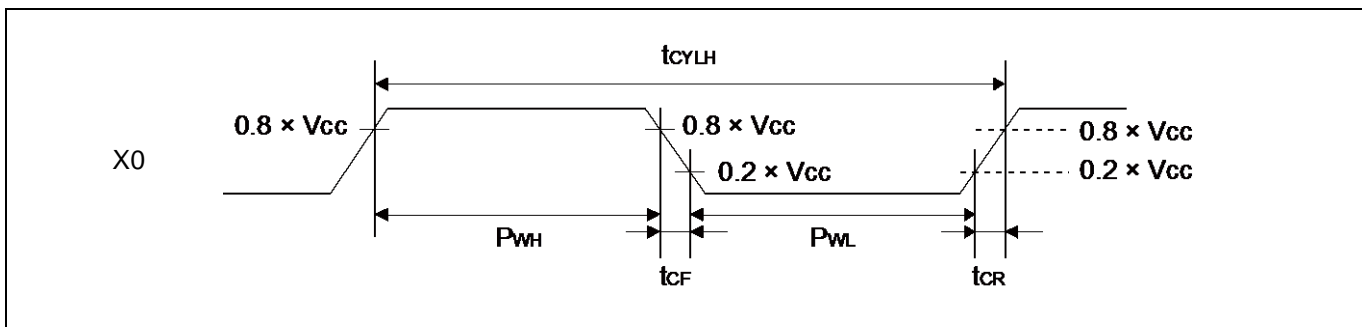 tCYLH
0.8 × VCC
0.8 × VCC
0.8 × VCC
X0
0.2 × VCC
0.2 × VCC
PWH
PWL
tCF
tCR